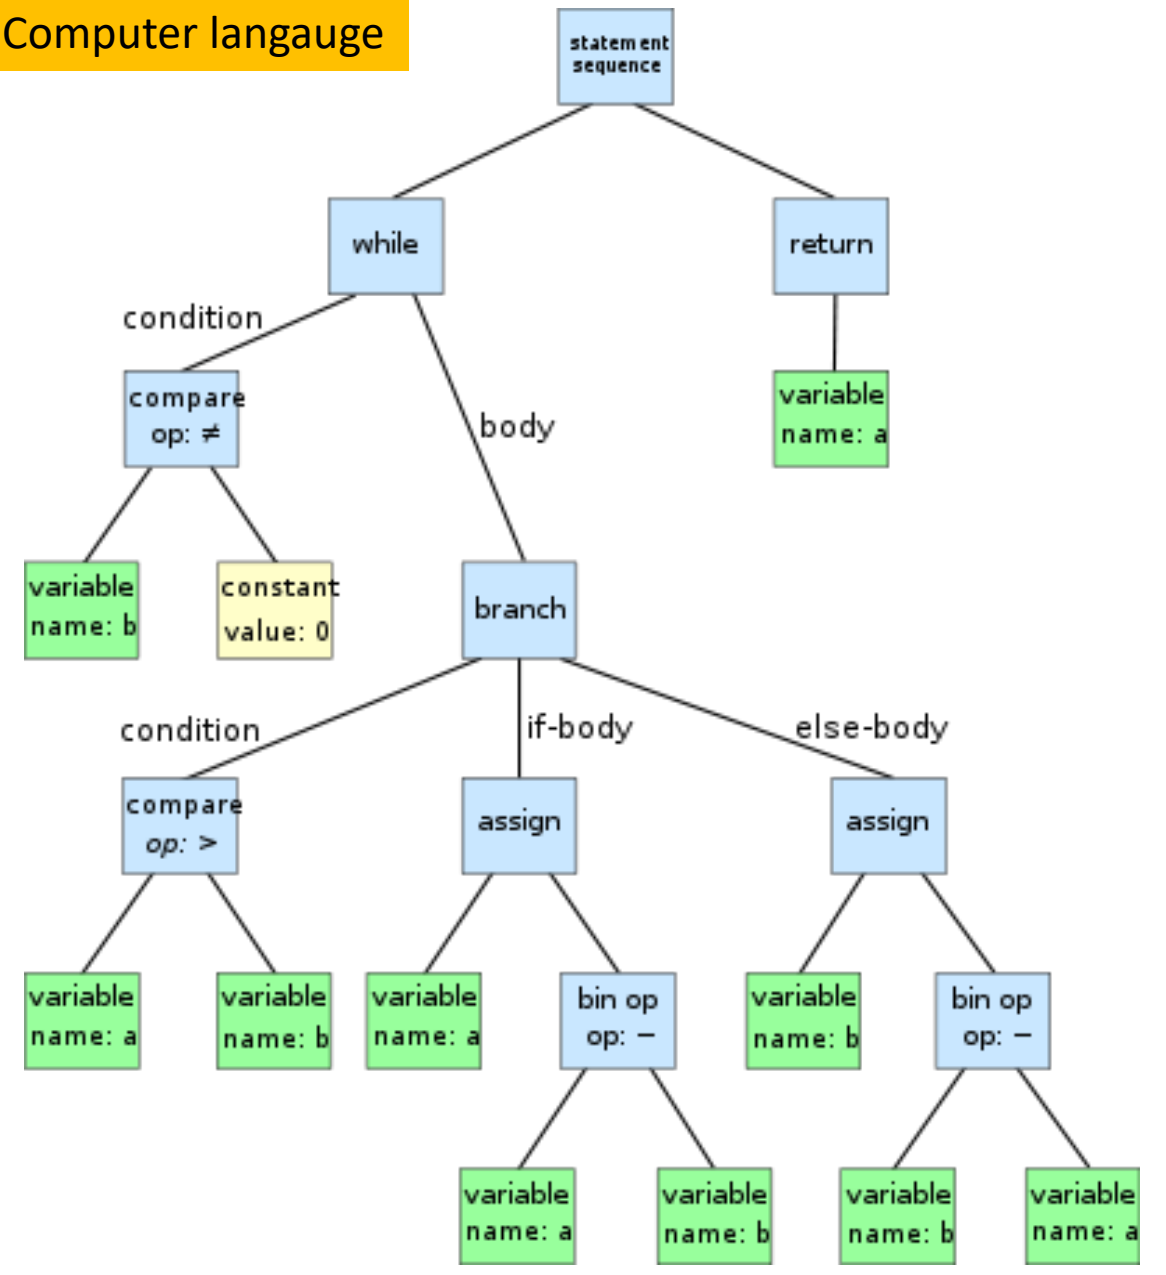 Computer langauge
statement
sequence
while
return
condition
compare
op: ≠
body
variable
name: a
variable
name: b
constant
value: 0
branch
condition
if-body
else-body
compare
op: >
assign
assign
variable
name: a
variable
name: b
variable
name: a
bin op
op: −
variable
name: b
bin op
op: −
variable
name: a
variable
name: b
variable
name: b
variable
name: a